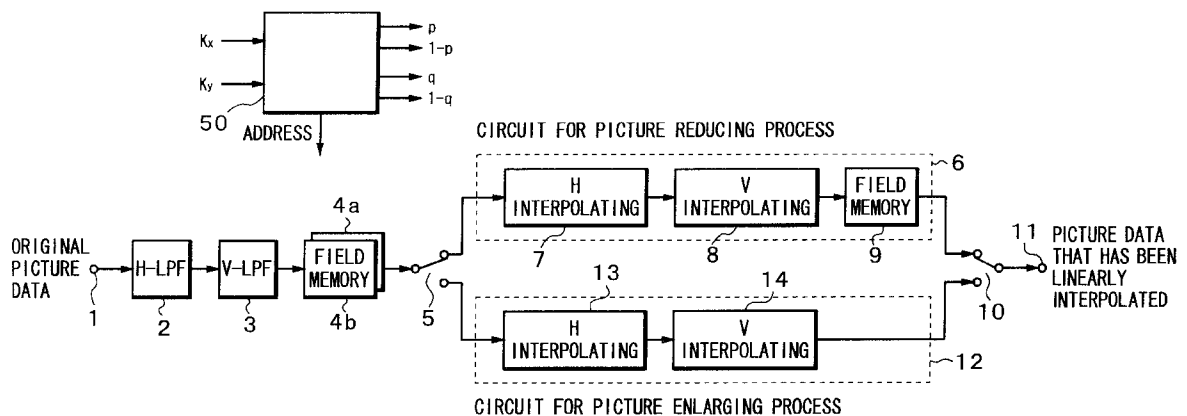 Kx
Ky
50
p
1-p
q
1-q
ADDRESS
CIRCUIT FOR PICTURE REDUCING PROCESS
6
H
INTERPOLATING
7
V
INTERPOLATING
8
FIELD
MEMORY
9
ORIGINAL
PICTURE
DATA
1
H-LPF
2
V-LPF
3
4a
FIELD
MEMORY
4b
5
13
H
INTERPOLATING
14
V
INTERPOLATING
12
10
11
PICTURE DATA
THAT HAS BEEN
LINEARLY
INTERPOLATED
CIRCUIT FOR PICTURE ENLARGING PROCESS